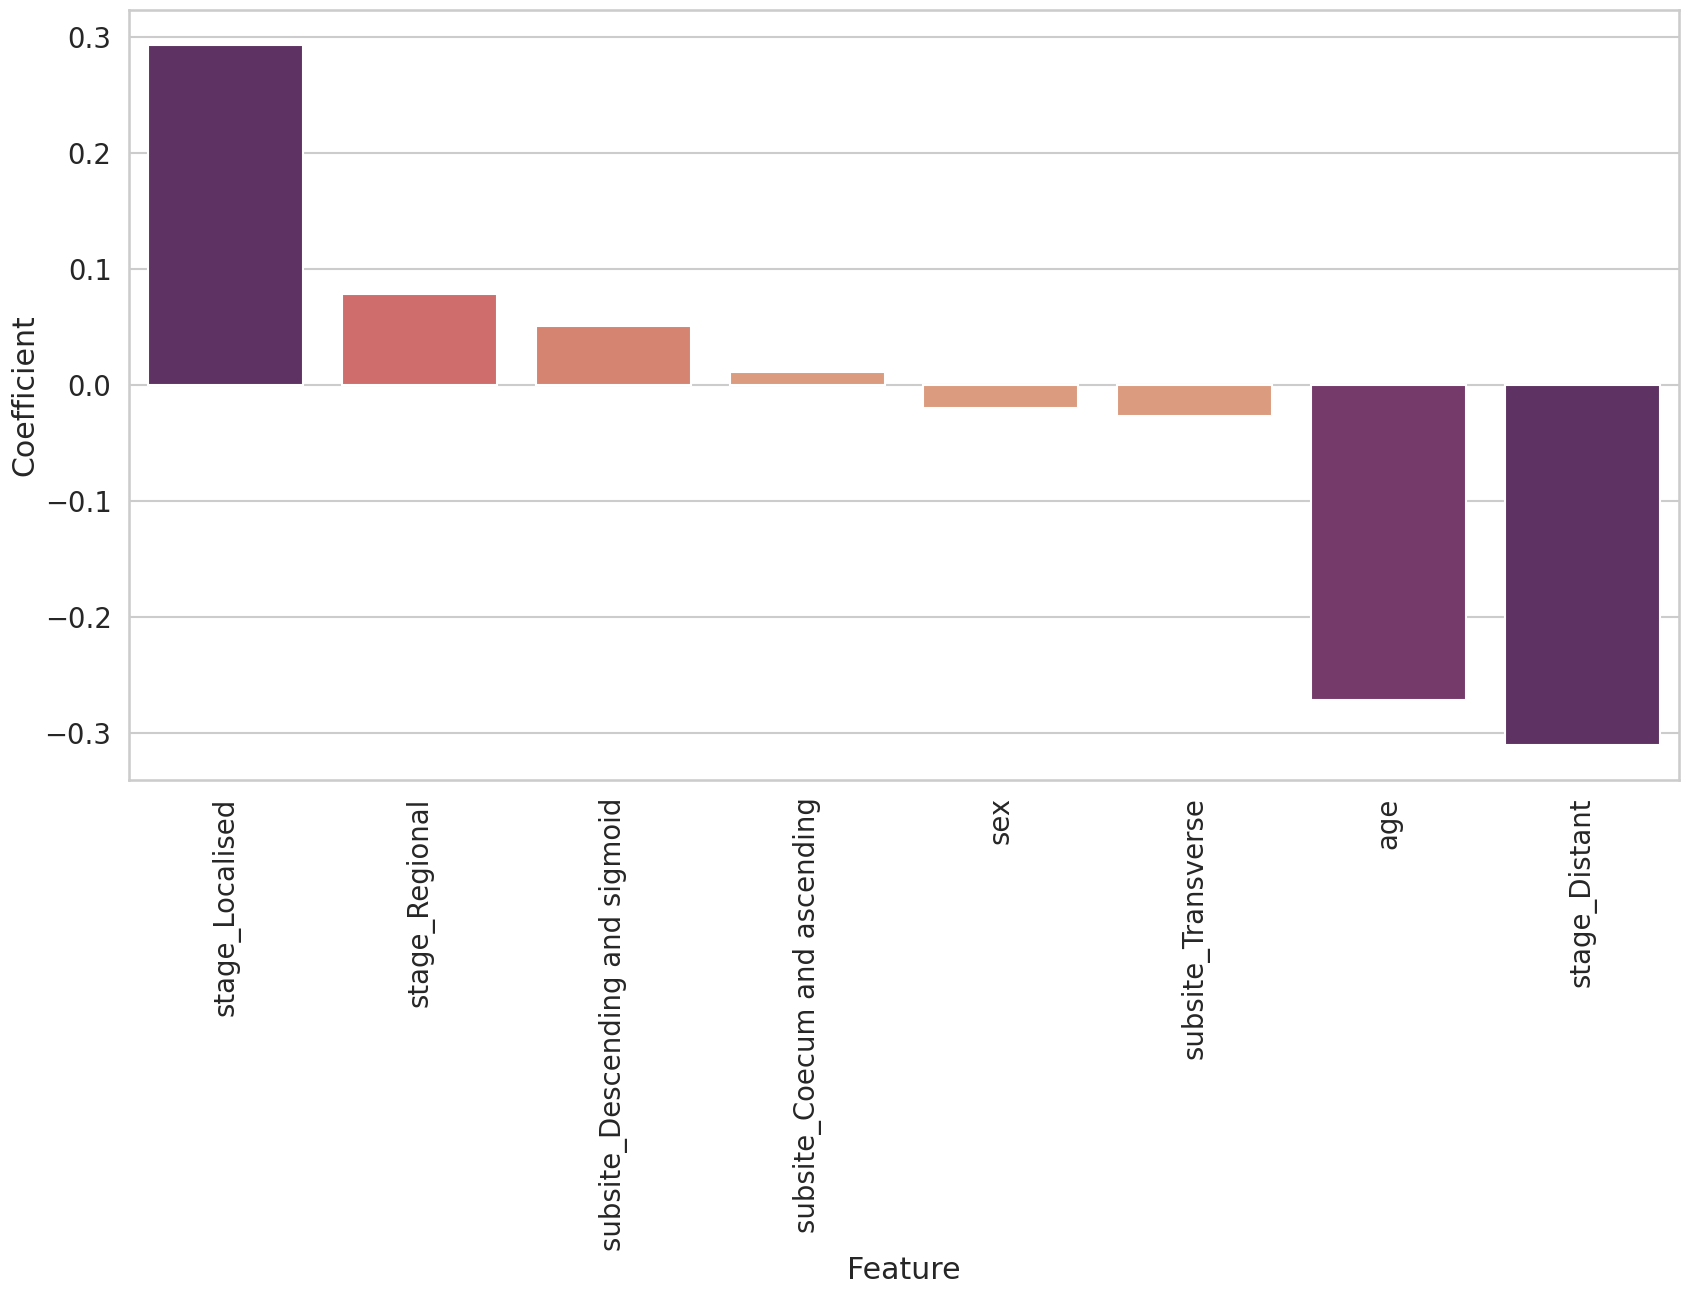 0.3
0.2
0.1
0.0
−0.1
−0.2
−0.3
Coefficient
stage_Localised
stage_Regional
subsite_Descending and sigmoid
subsite_Coecum and ascending
sex
subsite_Transverse
age
stage_Distant
Feature